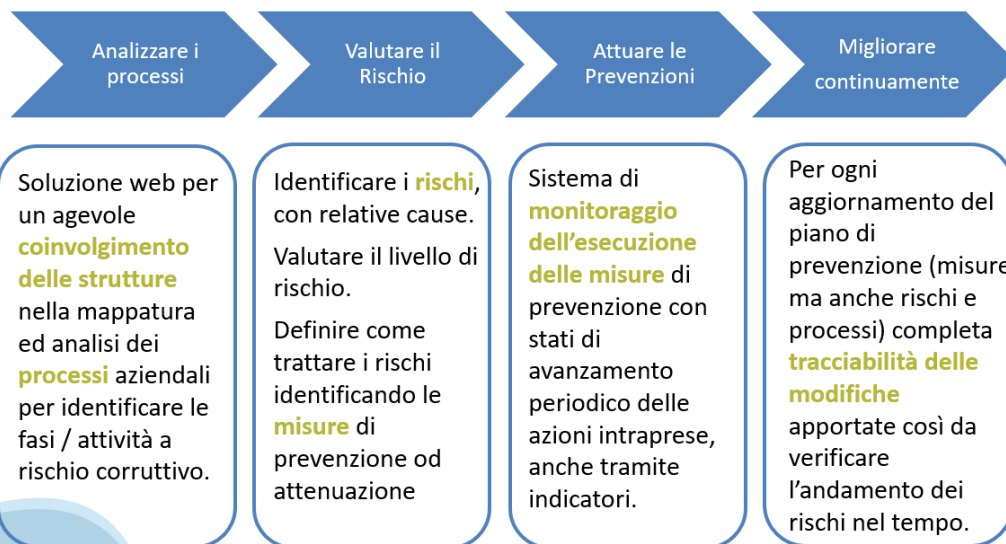 Analizzare i
processi
Valutare il
Rischio
Attuare le
Prevenzioni
Migliorare
continuamente
Soluzione web per
un agevole
coinvolgimento
delle strutture
nella mappatura
ed analisi dei
processi aziendali
per identificare le
fasi / attività a
rischio corruttivo.
Identificare i rischi,
con relative cause.
Valutare il livello di
rischio.
Definire come
trattare i rischi
identificando le
misure di
prevenzione od
attenuazione
Sistema di
monitoraggio
dell’esecuzione
delle misure di
prevenzione con
stati di
avanzamento
periodico delle
azioni intraprese,
anche tramite
indicatori.
Per ogni
aggiornamento del
piano di
prevenzione (misure
ma anche rischi e
processi) completa
tracciabilità delle
modifiche
apportate così da
verificare
l’andamento dei
rischi nel tempo.